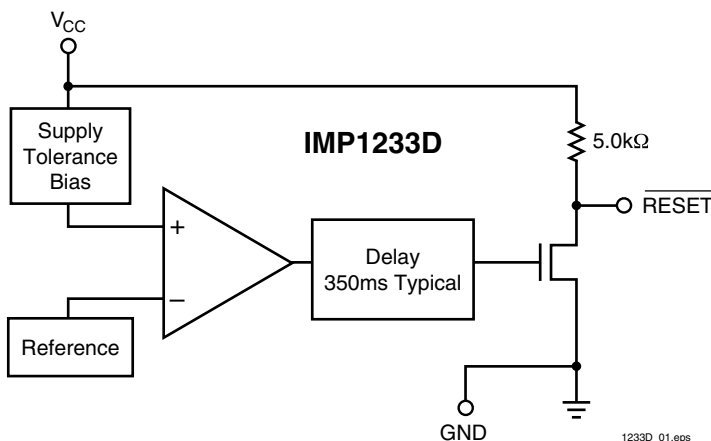 VCC
Supply
Tolerance
Bias
IMP1233D
5.0kΩ
RESET
+
Delay
350ms Typical
–
Reference
GND
1233D_01.eps